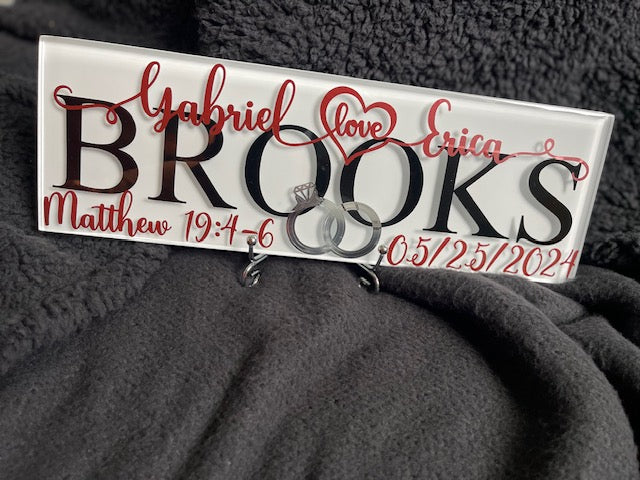 Gabriel love Erica
BROOKS
Matthew 19:4-6
05/25/2024